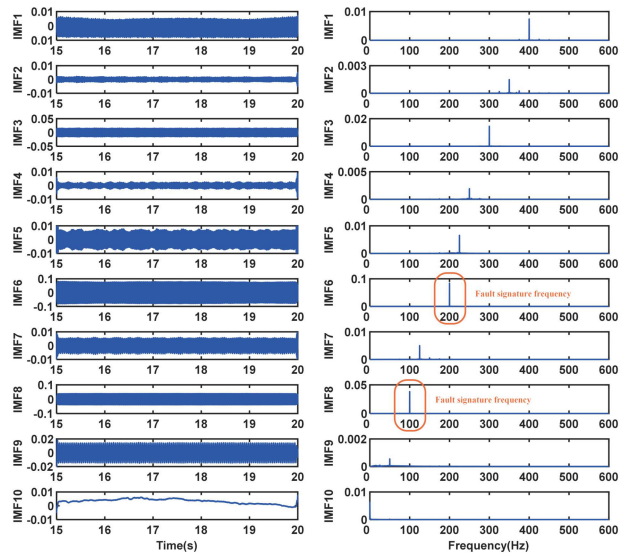 IMF1 0.01 0 0.01 15 16 17 18 19 20
IMF1 0.01 0 0 100 200 300 400 500 600
IMF2 0.01 0 -0.01 15 16 17 18 19 20
IMF2 0.003 0 0 100 200 300 400 500 600
IMF3 0.05 0 -0.05 15 16 17 18 19 20
IMF3 0.02 0 0 100 200 300 400 500 600
IMF4 0.01 0 -0.01 15 16 17 18 19 20
IMF4 0.005 0 0 100 200 300 400 500 600
IMF5 0.01 0 -0.01 15 16 17 18 19 20
IMF5 0.01 0 0 100 200 300 400 500 600
IMF6 0.1 0 -0.1 15 16 17 18 19 20
IMF6 0.1 0 Fault signature frequency 0 100 200 300 400 500 600
IMF7 0.01 0 -0.01 15 16 17 18 19 20
IMF7 0.01 0 0 100 200 300 400 500 600
IMF8 0.1 0 -0.1 15 16 17 18 19 20
IMF8 0.05 0 Fault signature frequency 0 100 200 300 400 500 600
IMF9 0.02 0 -0.02 15 16 17 18 19 20
IMF9 0.002 0 0 100 200 300 400 500 600
IMF10 0.01 0 -0.01 15 16 17 18 19 20
IMF10 0.01 0 0 100 200 300 400 500 600
Time(s) Frequency(Hz)